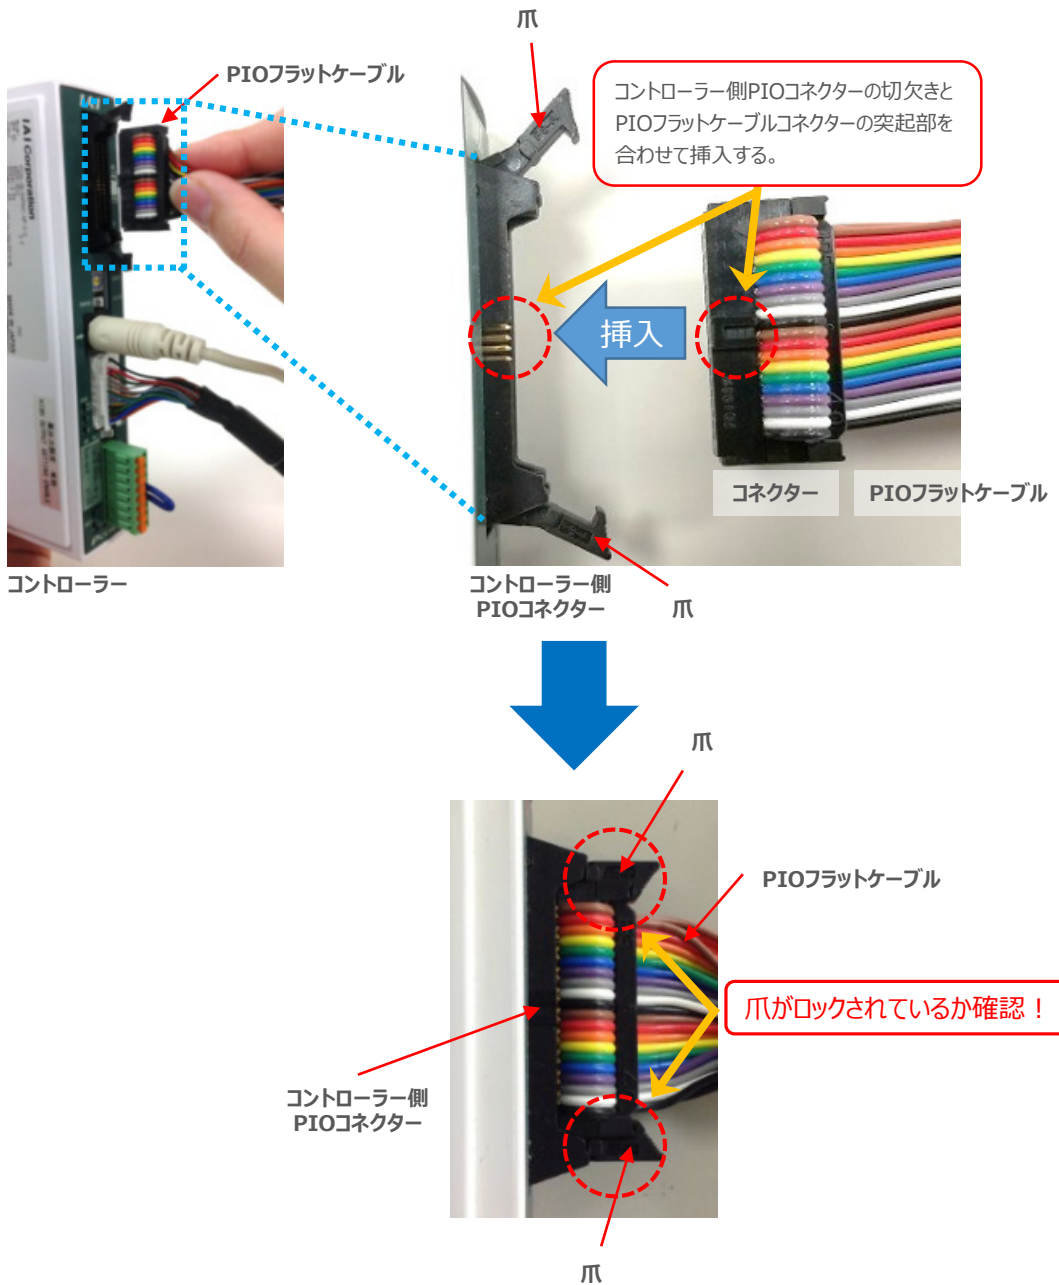 爪
PIOフラットケーブル
コントローラー側PIOコネクターの切欠きと
PIOフラットケーブルコネクターの突起部を
合わせて挿入する。
IAI Corporation
挿入
コネクター
PIOフラットケーブル
コントローラー
コントローラー側
PIOコネクター
爪
爪
PIOフラットケーブル
爪がロックされているか確認！
コントローラー側
PIOコネクター
爪